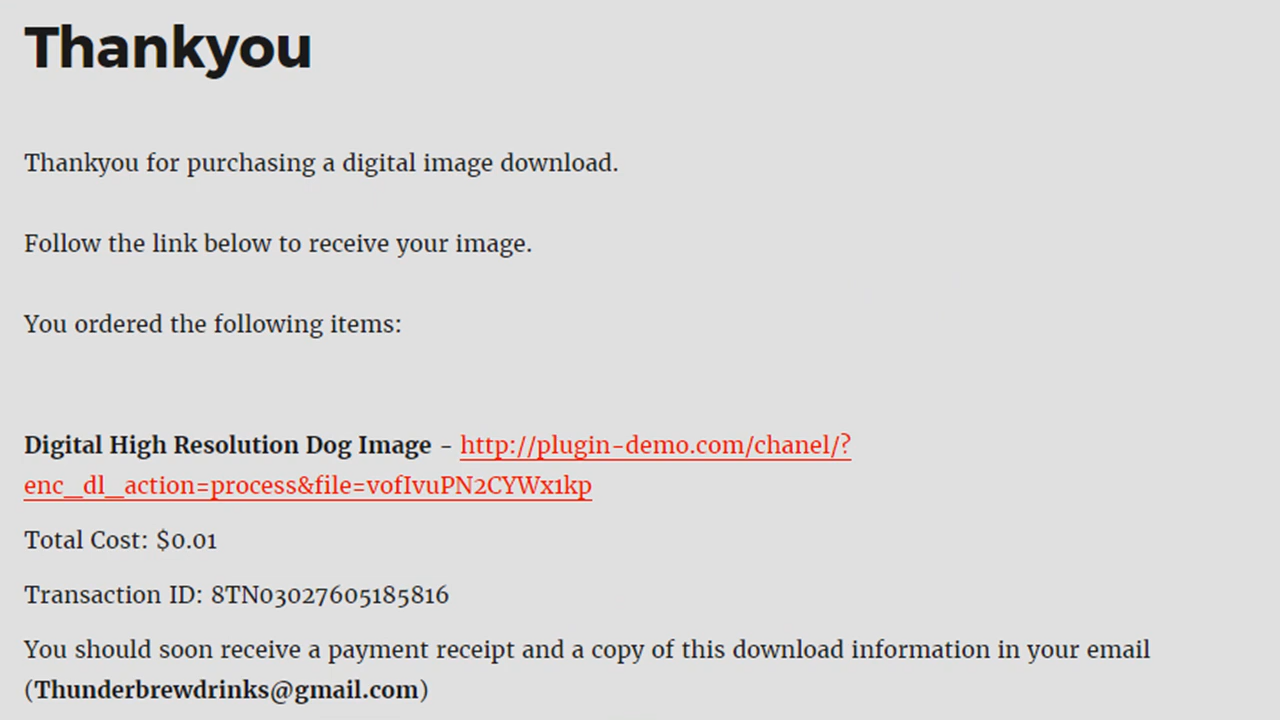 Thankyou
Thankyou for purchasing a digital image download.
Follow the link below to receive your image.
You ordered the following items:
Digital High Resolution Dog Image - http://plugin-demo.com/chanel/?
enc_dl_action=process&file=vofIvuPN2CYWx1kp
Total Cost: $0.01
Transaction ID: 8TN03027605185816
You should soon receive a payment receipt and a copy of this download information in your email
(Thunderbrewdrinks@gmail.com)